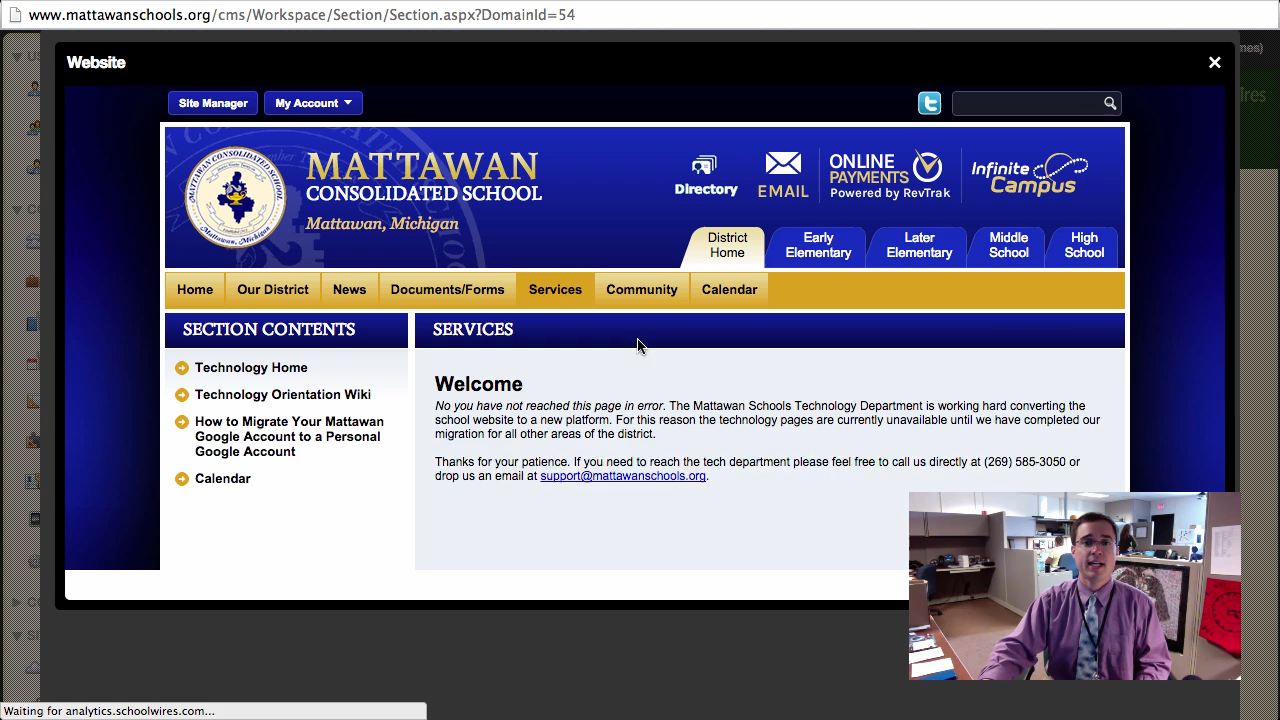 www.mattawanschools.org/cms/Workspace/Section/Section.aspx?DomainId=54
Website
Site Manager
My Account
MATTAWAN
CONSOLIDATED SCHOOL
Mattawan, Michigan
Directory
EMAIL
ONLINE
PAYMENTS
Powered by RevTrak
Infinite
Campus
District
Home
Early
Elementary
Later
Elementary
Middle
School
High
School
Home
Our District
News
Documents/Forms
Services
Community
Calendar
SECTION CONTENTS
Technology Home
Technology Orientation Wiki
How to Migrate Your Mattawan
Google Account to a Personal
Google Account
Calendar
SERVICES
Welcome
No you have not reached this page in error. The Mattawan Schools Technology Department is working hard converting the
school website to a new platform. For this reason the technology pages are currently unavailable until we have completed our
migration for all other areas of the district.
Thanks for your patience. If you need to reach the tech department please feel free to call us directly at (269) 585-3050 or
drop us an email at support@mattawanschools.org.
Waiting for analytics.schoolwires.com...